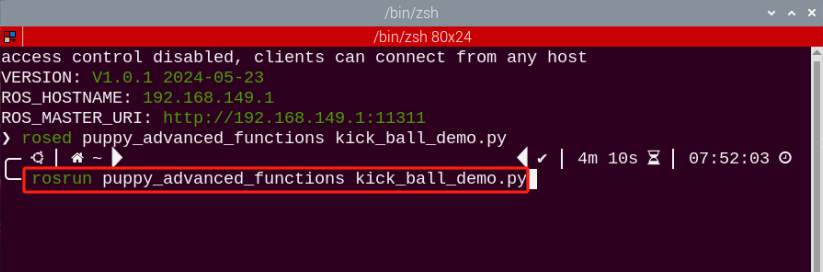 /bin/zsh
/bin/zsh 80x24
access control disabled, clients can connect from any host
VERSION: V1.0.1 2024-05-23
ROS_HOSTNAME: 192.168.149.1
ROS_MASTER_URI: http://192.168.149.1:11311
❯ rosed puppy_advanced_functions kick_ball_demo.py
~ ✔ | 4m 10s | 07:52:03
rosrun puppy_advanced_functions kick_ball_demo.py